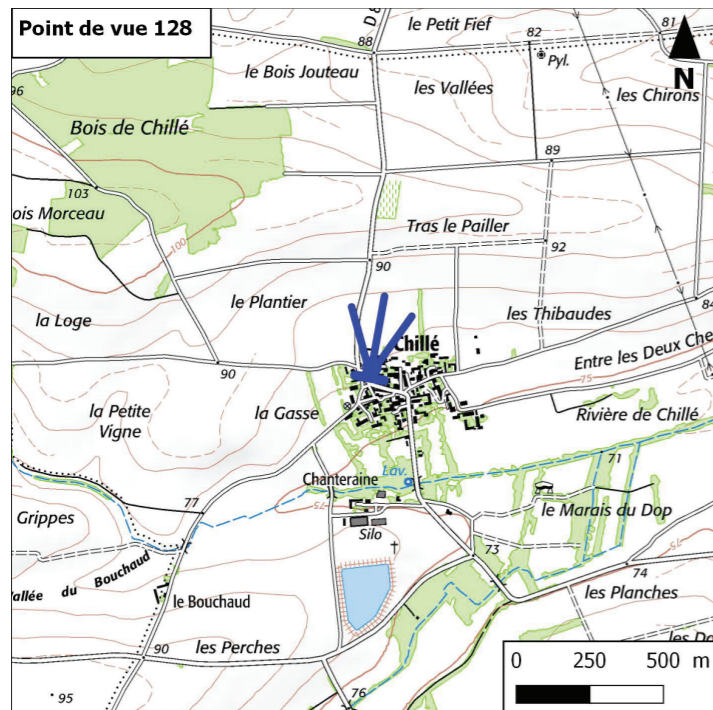 Point de vue 128
le Petit Fief
82
81
88
N
le Bois Jouteau
Pyl.
les Vallées
les Chirons
96
Bois de Chillé
89
103
ois Morceau
Tras le Pailler
100
92
90
le Plantier
la Loge
les Thibaudes
84
Chillé
Entre les Deux Che
90
75
la Petite
Vigne
la Gasse
Rivière de Chillé
Lav.
71
Chanteraine
77
75
Grippes
le Marais du Dop
Silo
73
75
Vallée du Bouchaud
74
le Bouchaud
les Planches
les Perches
90
les Do
95
76
0 250 500 m